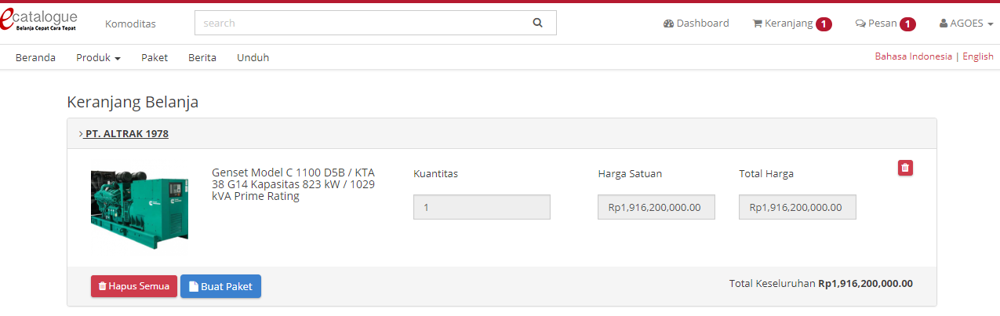 ecatalogue
Belanja Cepat Cara Tepat
Komoditas
search
Dashboard
Keranjang 1
Pesan 1
AGOES
Beranda
Produk
Paket
Berita
Unduh
Bahasa Indonesia | English
Keranjang Belanja
PT. ALTRAK 1978
Genset Model C 1100 D5B / KTA
38 G14 Kapasitas 823 kW / 1029
kVA Prime Rating
Kuantitas
1
Harga Satuan
Rp1,916,200,000.00
Total Harga
Rp1,916,200,000.00
Hapus Semua
Buat Paket
Total Keseluruhan Rp1,916,200,000.00